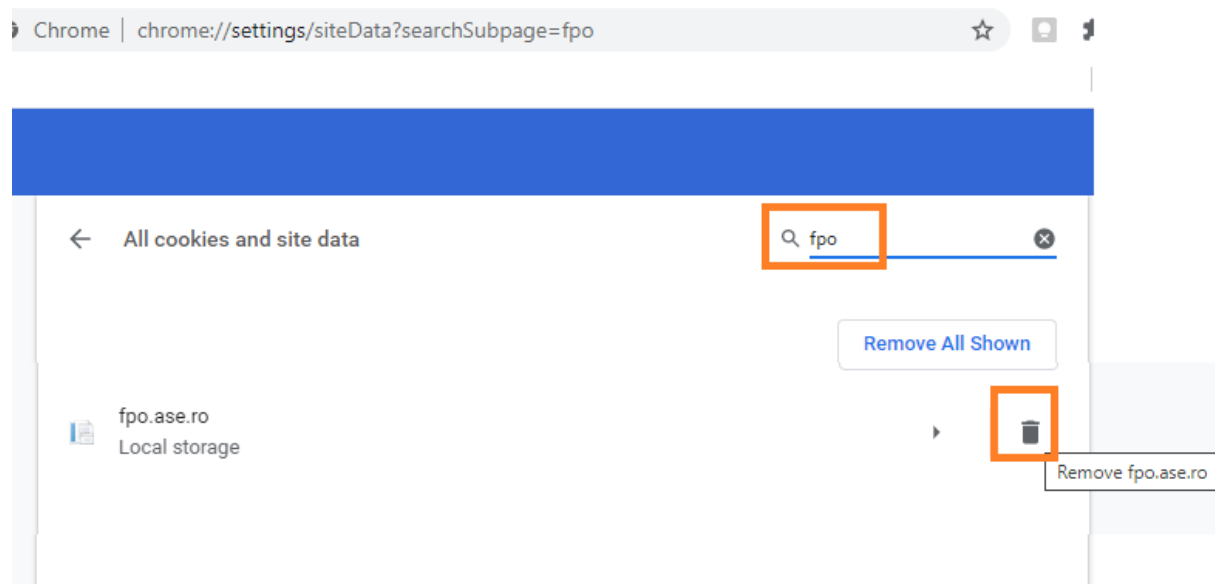 Chrome | chrome://settings/siteData?searchSubpage=fpo
All cookies and site data
fpo
Remove All Shown
fpo.ase.ro
Local storage
Remove fpo.ase.ro